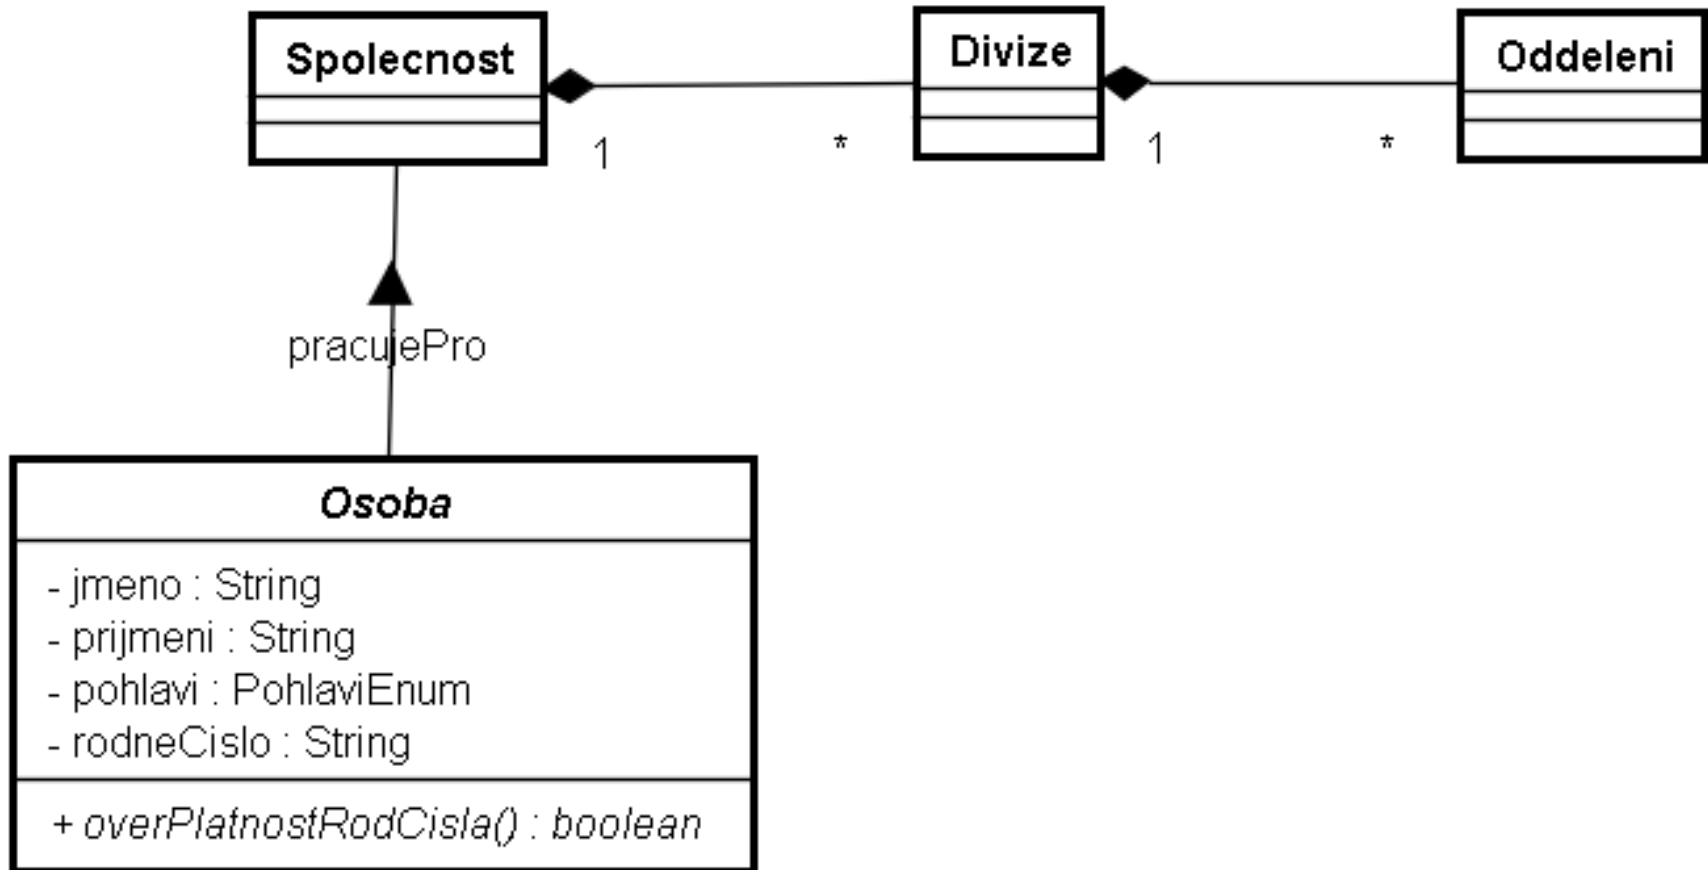 Spolecnost
Divize
Oddeleni
1
*
1
*
pracujePro
Osoba
- jmeno : String
- prijmeni : String
- pohlavi : PohlaviEnum
- rodneCislo : String
+ overPlatnostRodCisla() : boolean